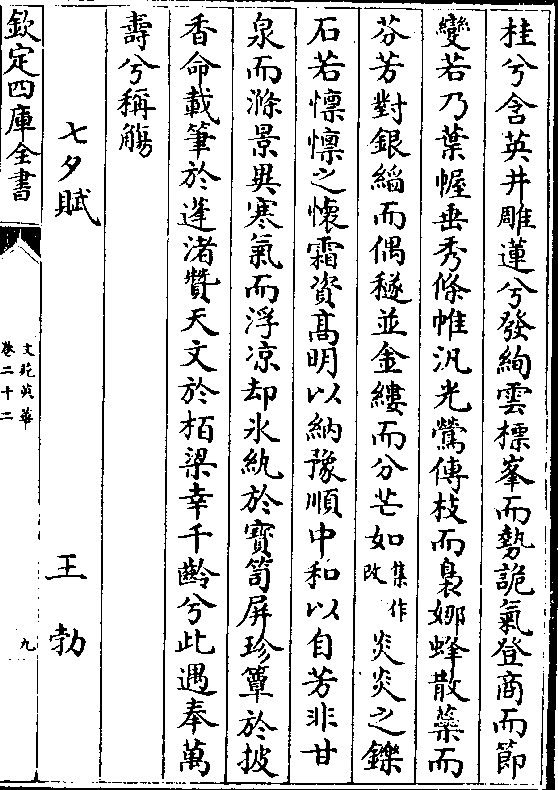 桂兮含英井雕蓮兮發絢雲標峯而勢詭氣登商而節
變若乃葉幄垂秀條帷汎光鶯傳枝而裊娜蜂散蘂而
芬芳對銀緺而偶穟並金縷而分芒如集作改炎炎之鑠
石若懍懍之懐霜資髙明以納豫順中和以自芳非甘
泉而滌景異寒氣而浮凉却氷紈於寳笥屏珍簟於披
香命載筆於蓬渚贊天文於栢梁幸千齡兮此遇奉萬
壽兮稱觴
七夕賦 王勃
欽定四庫全書 文苑英華 卷二十二 九